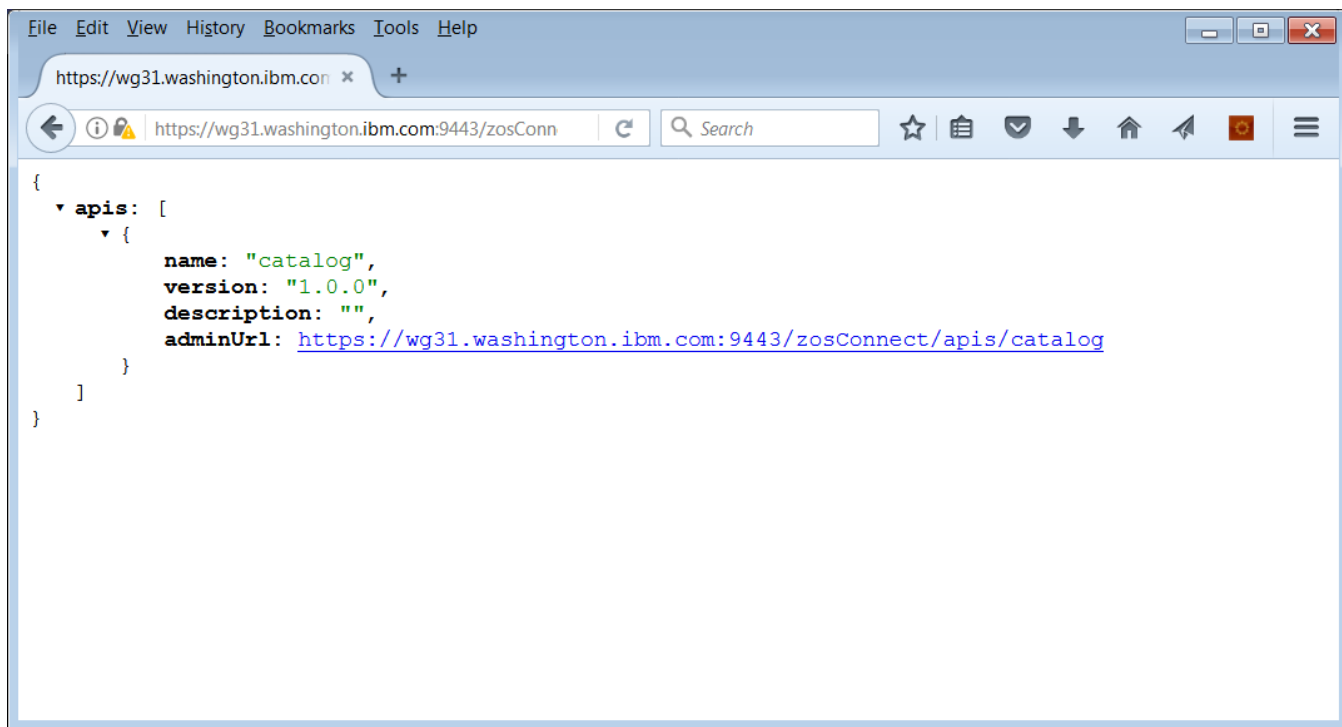 File Edit View History Bookmarks Tools Help
https://wg31.washington.ibm.con
https://wg31.washington.ibm.com:9443/zosConn
Search
{
apis: [
{
name: "catalog",
version: "1.0.0",
description: "",
adminUrl: https://wg31.washington.ibm.com:9443/zosConnect/apis/catalog
}
]
}